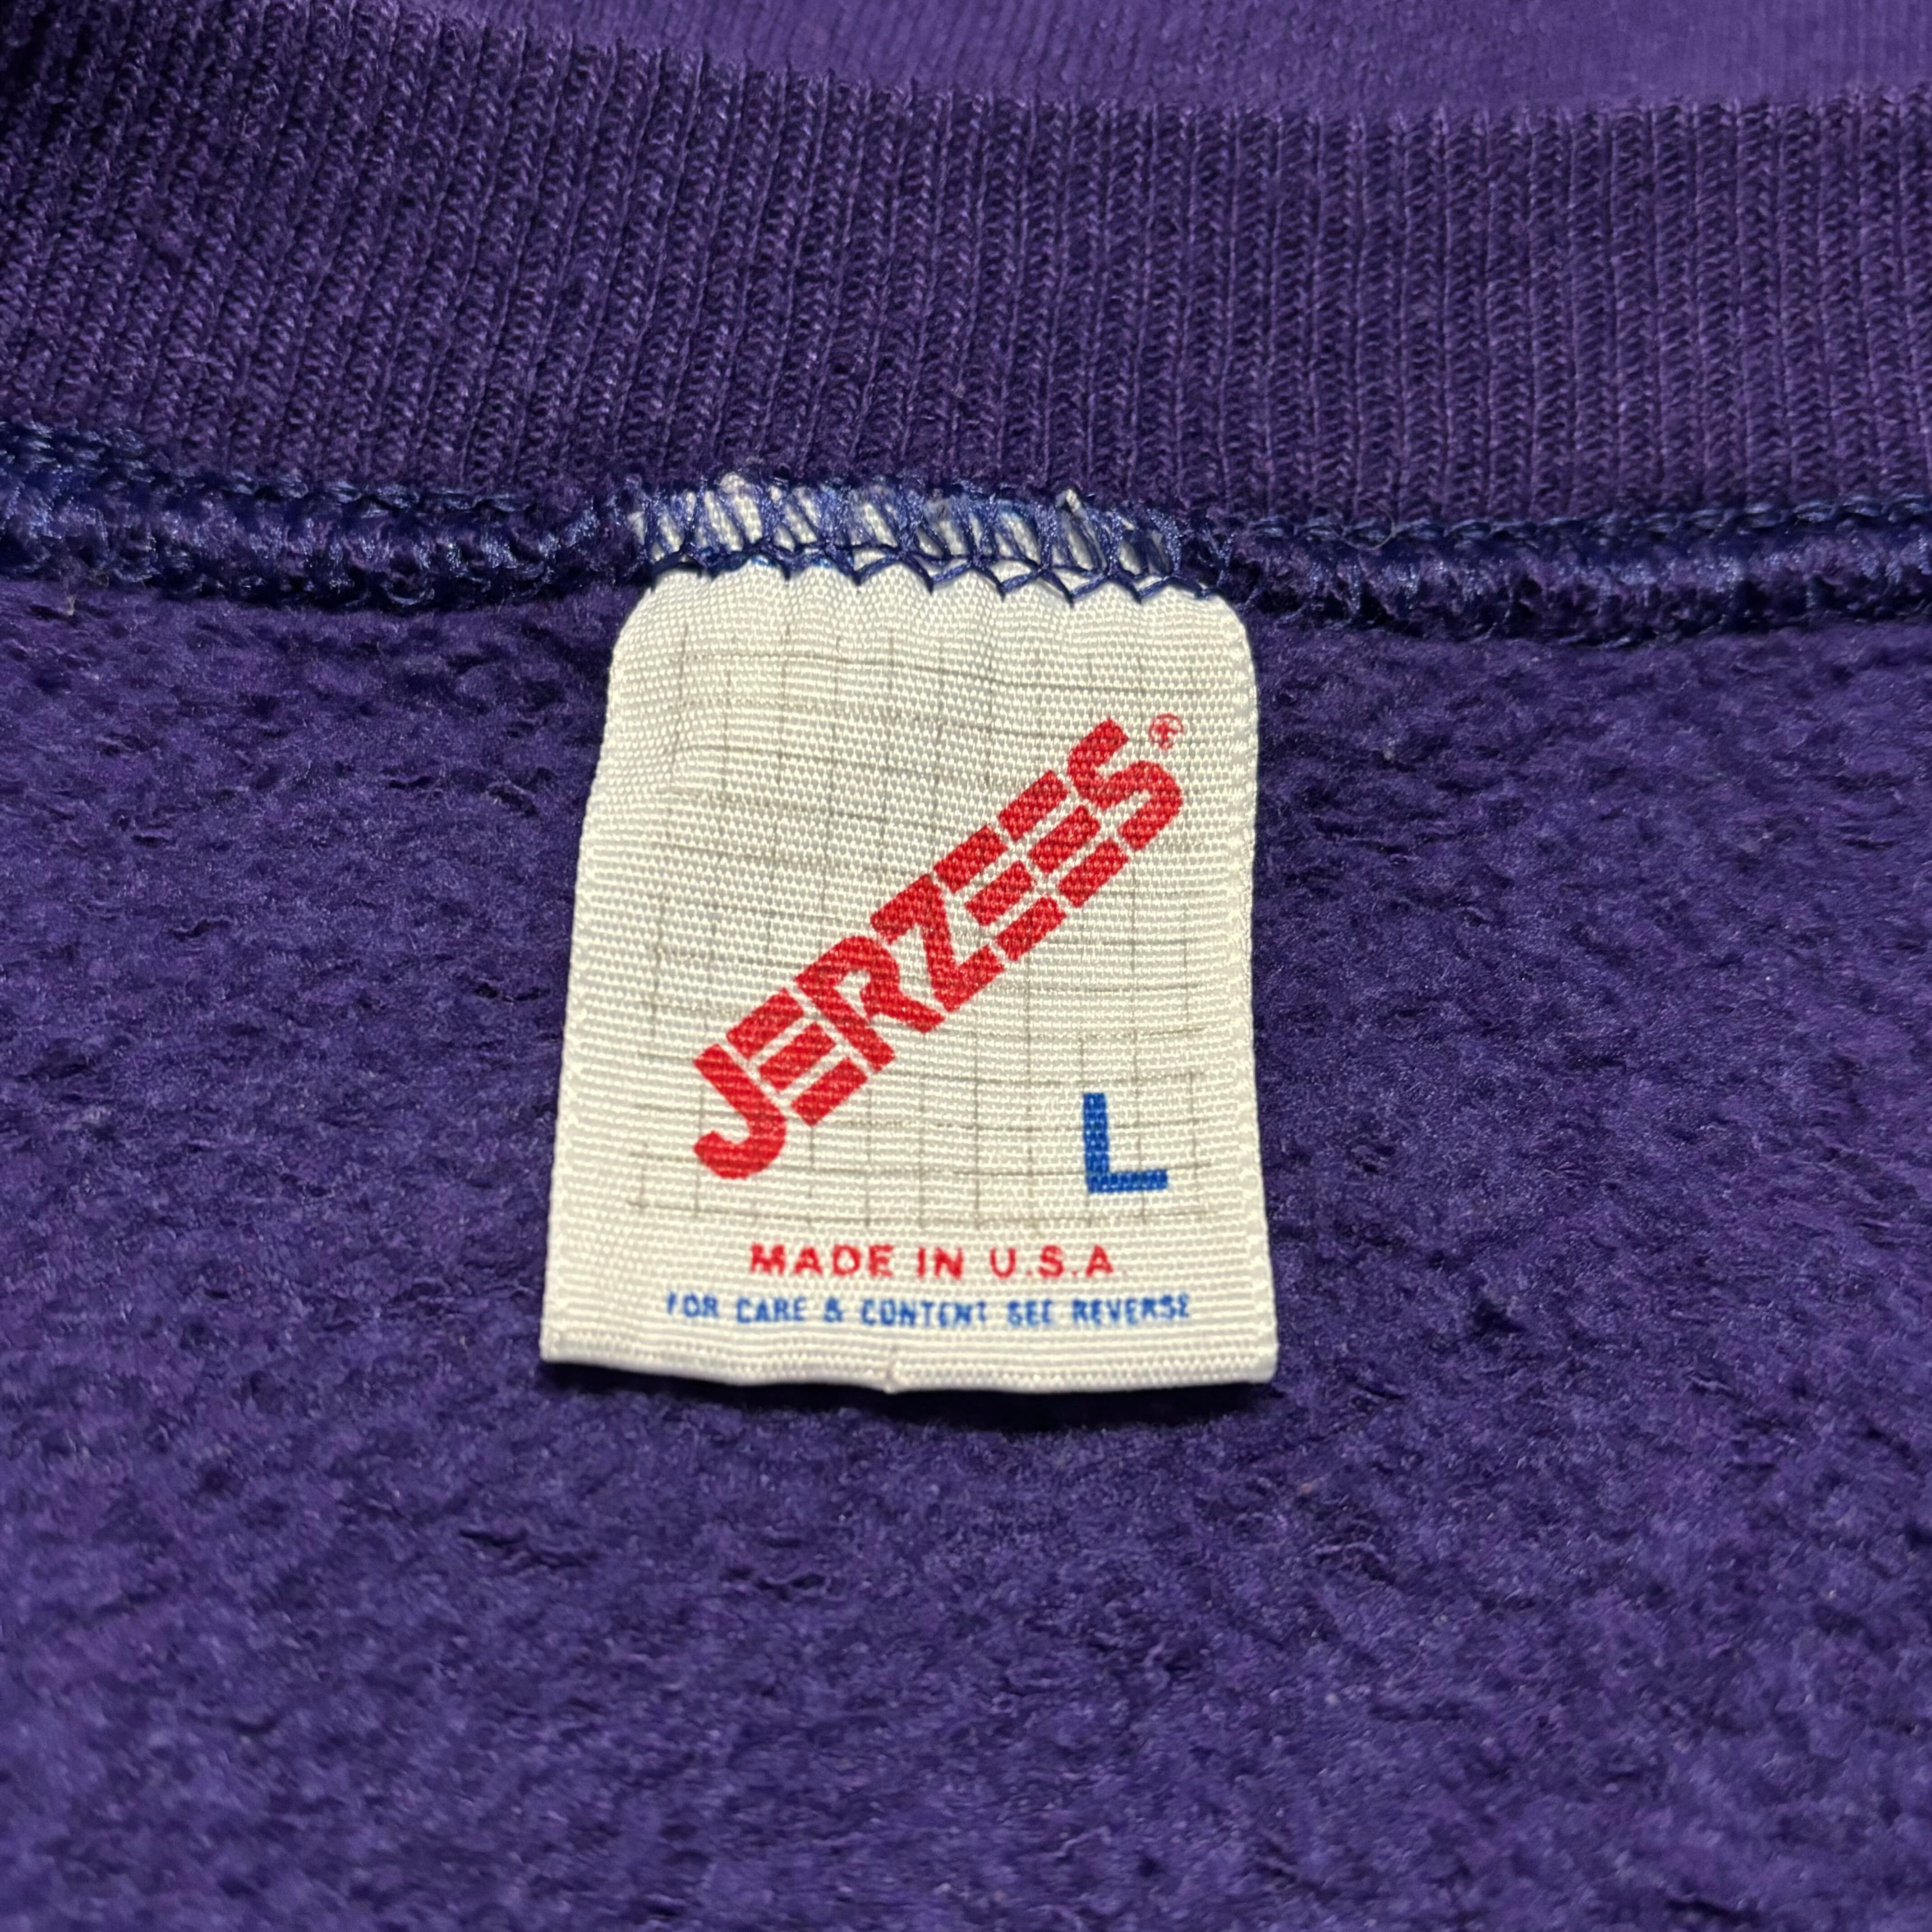 JERZEES®
L
MADE IN U.S.A
FOR CARE & CONTENT SEE REVERSE